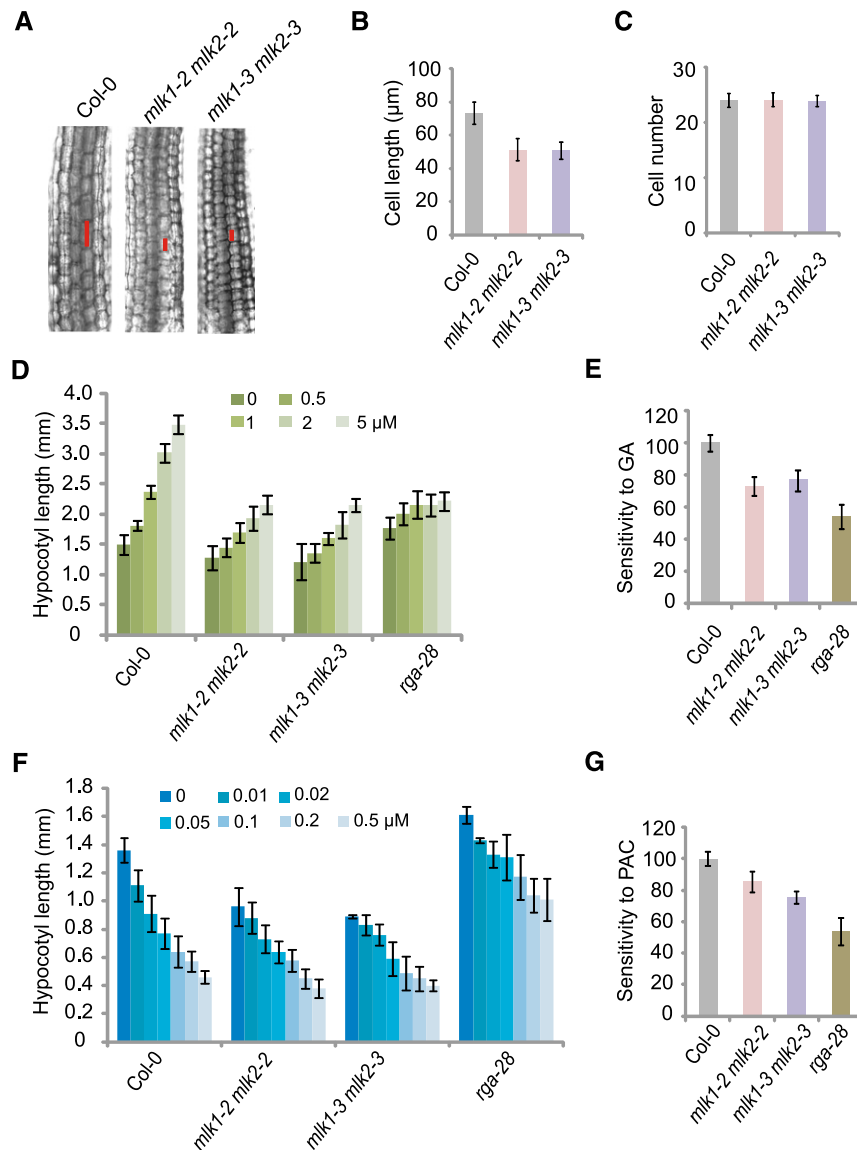 A
Col-0
mlk1-2 mlk2-2
mlk1-3 mlk2-3
B
Cell length (µm)
100
80
60
40
20
0
Col-0
mlk1-2 mlk2-2
mlk1-3 mlk2-3
C
Cell number
30
20
10
0
Col-0
mlk1-2 mlk2-2
mlk1-3 mlk2-3
D
Hypocotyl length (mm)
4.0
3.5
3.0
2.5
2.0
1.5
1.0
0.5
0
0 0.5
1 2 5 µM
Col-0
mlk1-2 mlk2-2
mlk1-3 mlk2-3
rga-28
E
Sensitivity to GA
120
100
80
60
40
20
0
Col-0
mlk1-2 mlk2-2
mlk1-3 mlk2-3
rga-28
F
Hypocotyl length (mm)
1.8
1.6
1.4
1.2
1.0
0.8
0.6
0.4
0.2
0
0 0.01 0.02
0.05 0.1 0.2 0.5 µM
Col-0
mlk1-2 mlk2-2
mlk1-3 mlk2-3
rga-28
G
Sensitivity to PAC
120
100
80
60
40
20
0
Col-0
mlk1-2 mlk2-2
mlk1-3 mlk2-3
rga-28